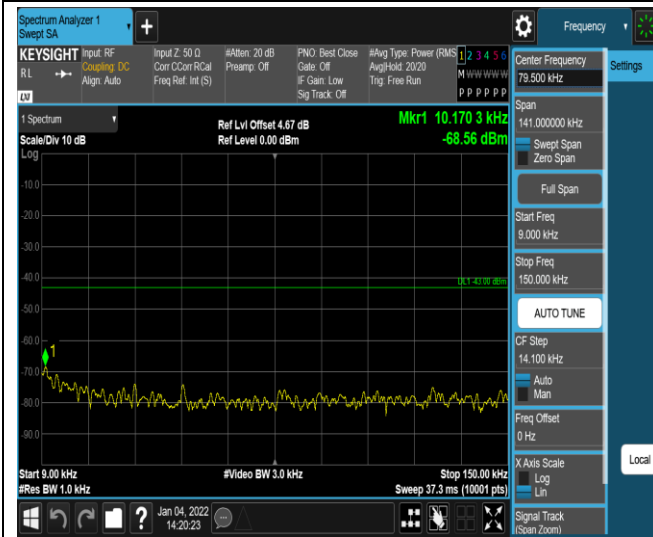 Spectrum Analyzer 1
Swept SA
Frequency
KEYSIGHT
RL
LXI
Input: RF
Coupling: DC
Align: Auto
Input Z: 50 Ω
Corr CCorr RCal
Freq Ref: Int (S)
#Atten: 20 dB
Preamp: Off
PNO: Best Close
Gate: Off
IF Gain: Low
Sig Track: Off
#Avg Type: Power (RMS
Avg|Hold: 20/20
Trig: Free Run
1 2 3 4 5 6
M W W W W W
P P P P P P
1 Spectrum
Scale/Div 10 dB
Log
Ref Lvl Offset 4.67 dB
Ref Level 0.00 dBm
Mkr1 10.170 3 kHz
-68.56 dBm
-10.0
-20.0
-30.0
-40.0
DL1 -43.00 dBm
-50.0
-60.0
1
-70.0
-80.0
-90.0
Start 9.00 kHz
#Res BW 1.0 kHz
#Video BW 3.0 kHz
Stop 150.00 kHz
Sweep 37.3 ms (10001 pts)
?
Jan 04, 2022
14:20:23
Center Frequency
79.500 kHz
Span
141.000000 kHz
Swept Span
Zero Span
Full Span
Start Freq
9.000 kHz
Stop Freq
150.000 kHz
AUTO TUNE
CF Step
14.100 kHz
Auto
Man
Freq Offset
0 Hz
X Axis Scale
Log
Lin
Signal Track
(Span Zoom)
Settings
Local